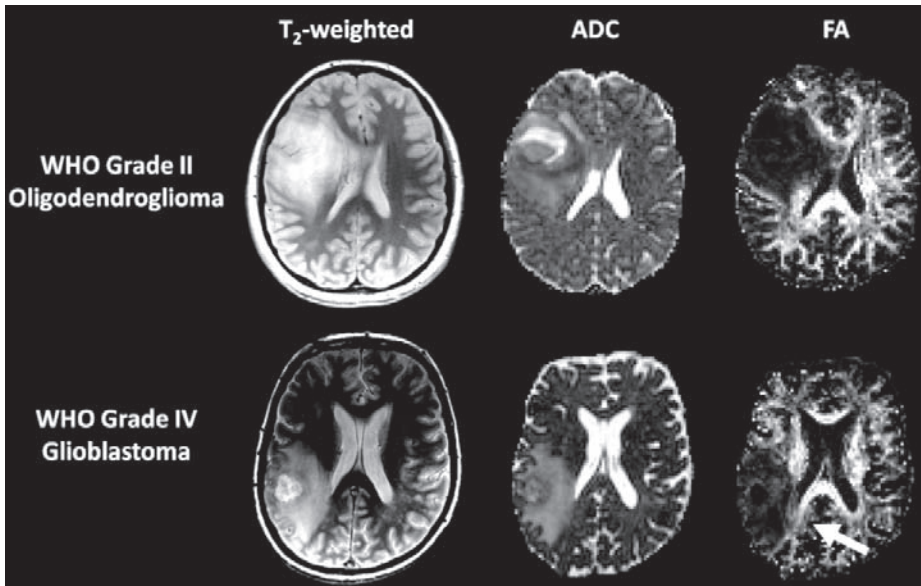 T₂-weighted
ADC
FA
WHO Grade II
Oligodendroglioma
WHO Grade IV
Glioblastoma